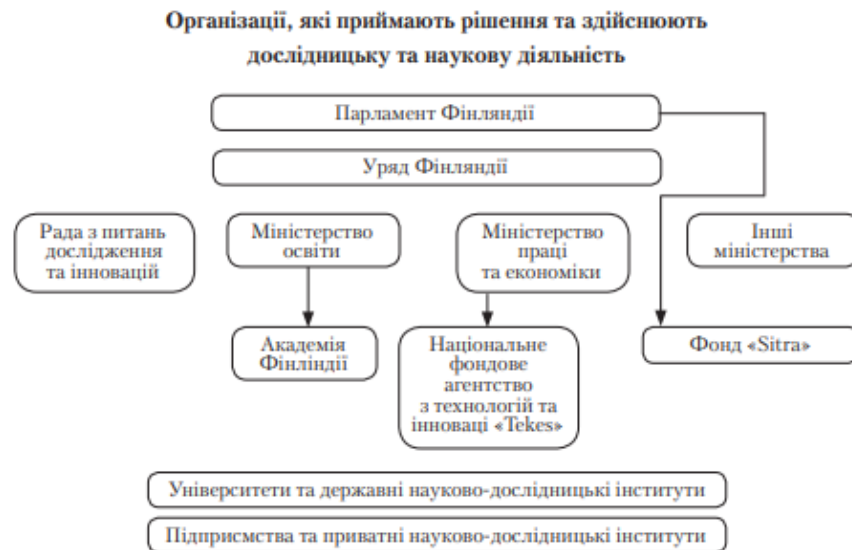 Організації, які приймають рішення та здійснюють
дослідницьку та наукову діяльність
Парламент Фінляндії
Уряд Фінляндії
Рада з питань
дослідження
та інновацій
Міністерство
освіти
Міністерство
праці
та економіки
Інші
міністерства
Академія
Фінліндії
Національне
фондове
агентство
з технологій та
інноваці «Tekes»
Фонд «Sitra»
Університети та державні науково-дослідницькі інститути
Підприємства та приватні науково-дослідницькі інститути